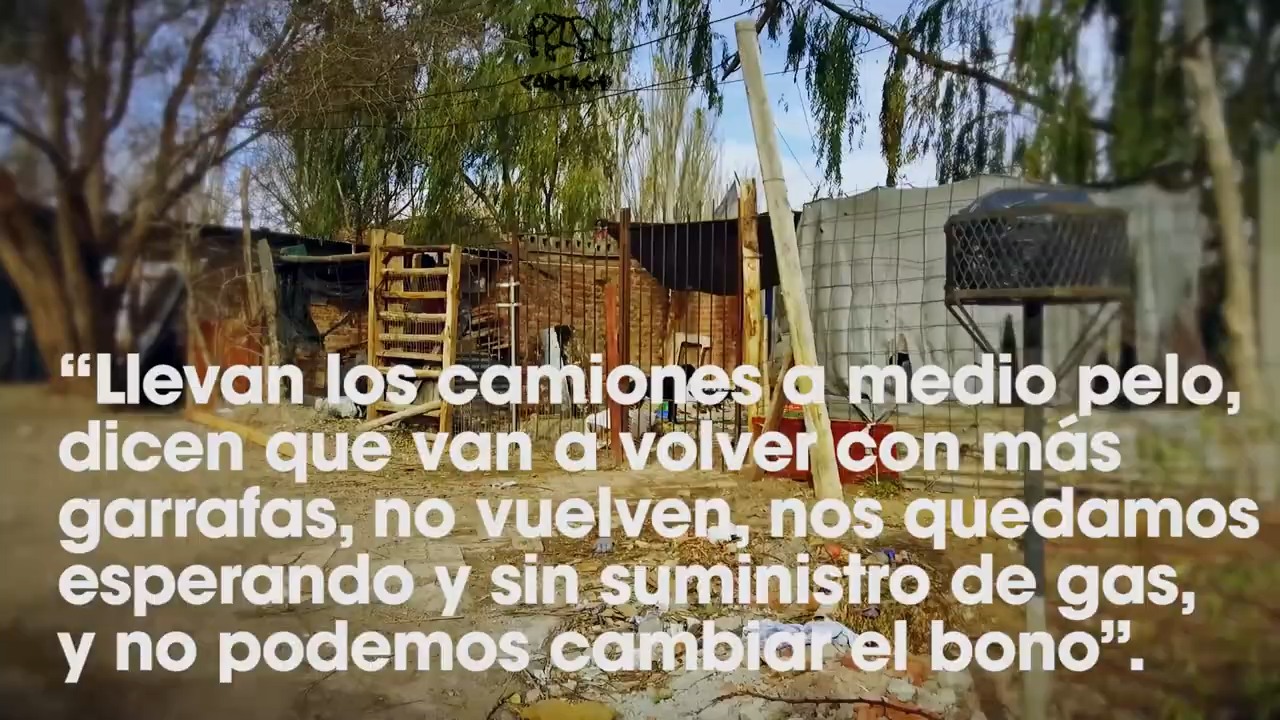 “Llevan los camiones a medio pelo,
dicen que van a volver con más
garrafas, no vuelven, nos quedamos
esperando y sin suministro de gas,
y no podemos cambiar el bono”.